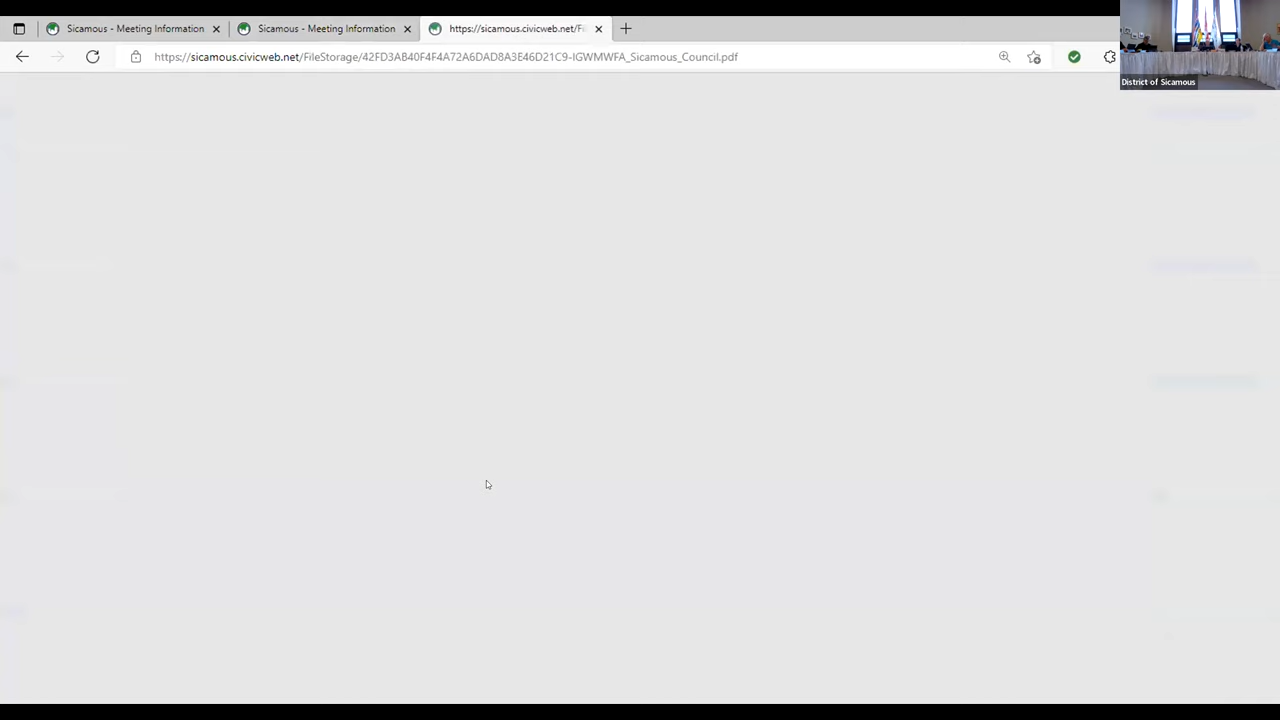 Sicamous - Meeting Information
Sicamous - Meeting Information
https://sicamous.civicweb.net/Fi
https://sicamous.civicweb.net/FileStorage/42FD3AB40F4F4A72A6DAD8A3E46D21C9-IGWMWFA_Sicamous_Council.pdf
District of Sicamous